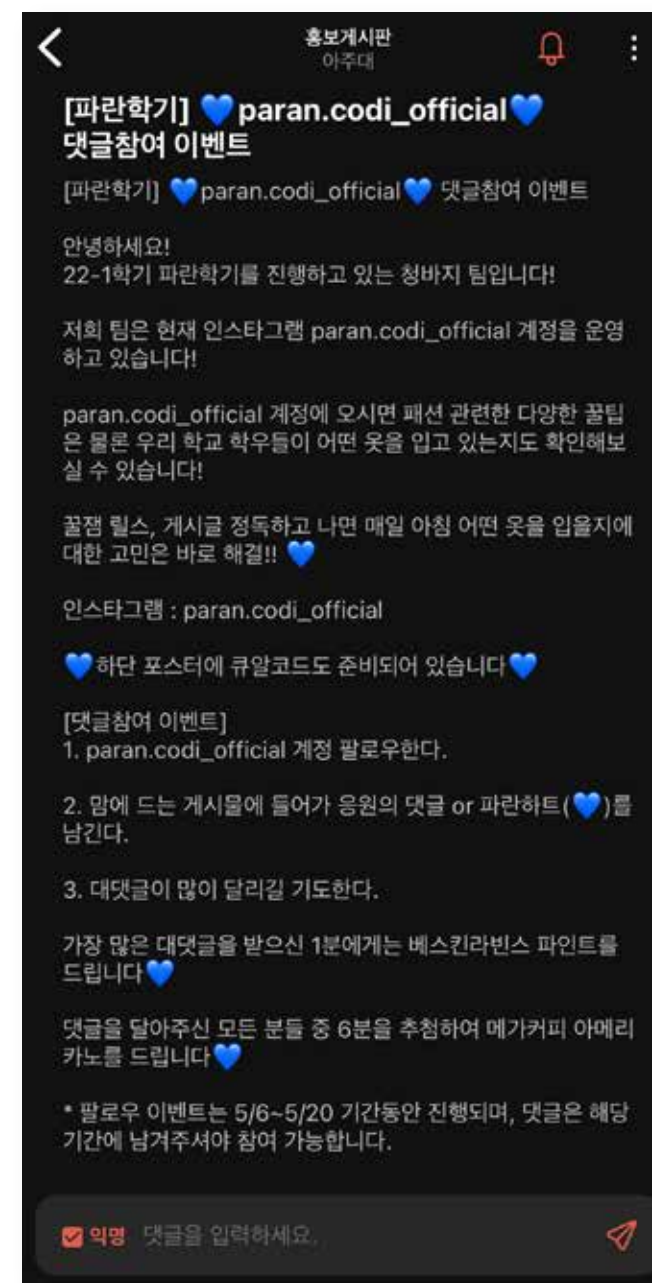 홍보게시판
아주대
[파란학기] 💙paran.codi_official💙
댓글참여 이벤트
[파란학기] 💙paran.codi_official💙 댓글참여 이벤트
안녕하세요!
22-1학기 파란학기를 진행하고 있는 청바지 팀입니다!
저희 팀은 현재 인스타그램 paran.codi_official 계정을 운영
하고 있습니다!
paran.codi_official 계정에 오시면 패션 관련한 다양한 꿀팁
은 물론 우리 학교 학우들이 어떤 옷을 입고 있는지도 확인해보
실 수 있습니다!
꿀잼 릴스, 게시글 정독하고 나면 매일 아침 어떤 옷을 입을지에
대한 고민은 바로 해결!! 💙
인스타그램 : paran.codi_official
💙하단 포스터에 큐알코드도 준비되어 있습니다💙
[댓글참여 이벤트]
1. paran.codi_official 계정 팔로우한다.
2. 맘에 드는 게시물에 들어가 응원의 댓글 or 파란하트(💙)를
남긴다.
3. 대댓글이 많이 달리길 기도한다.
가장 많은 대댓글을 받으신 1분에게는 베스킨라빈스 파인트를
드립니다💙
댓글을 달아주신 모든 분들 중 6분을 추첨하여 메가커피 아메리
카노를 드립니다💙
* 팔로우 이벤트는 5/6~5/20 기간동안 진행되며, 댓글은 해당
기간에 남겨주셔야 참여 가능합니다.
익명 댓글을 입력하세요.